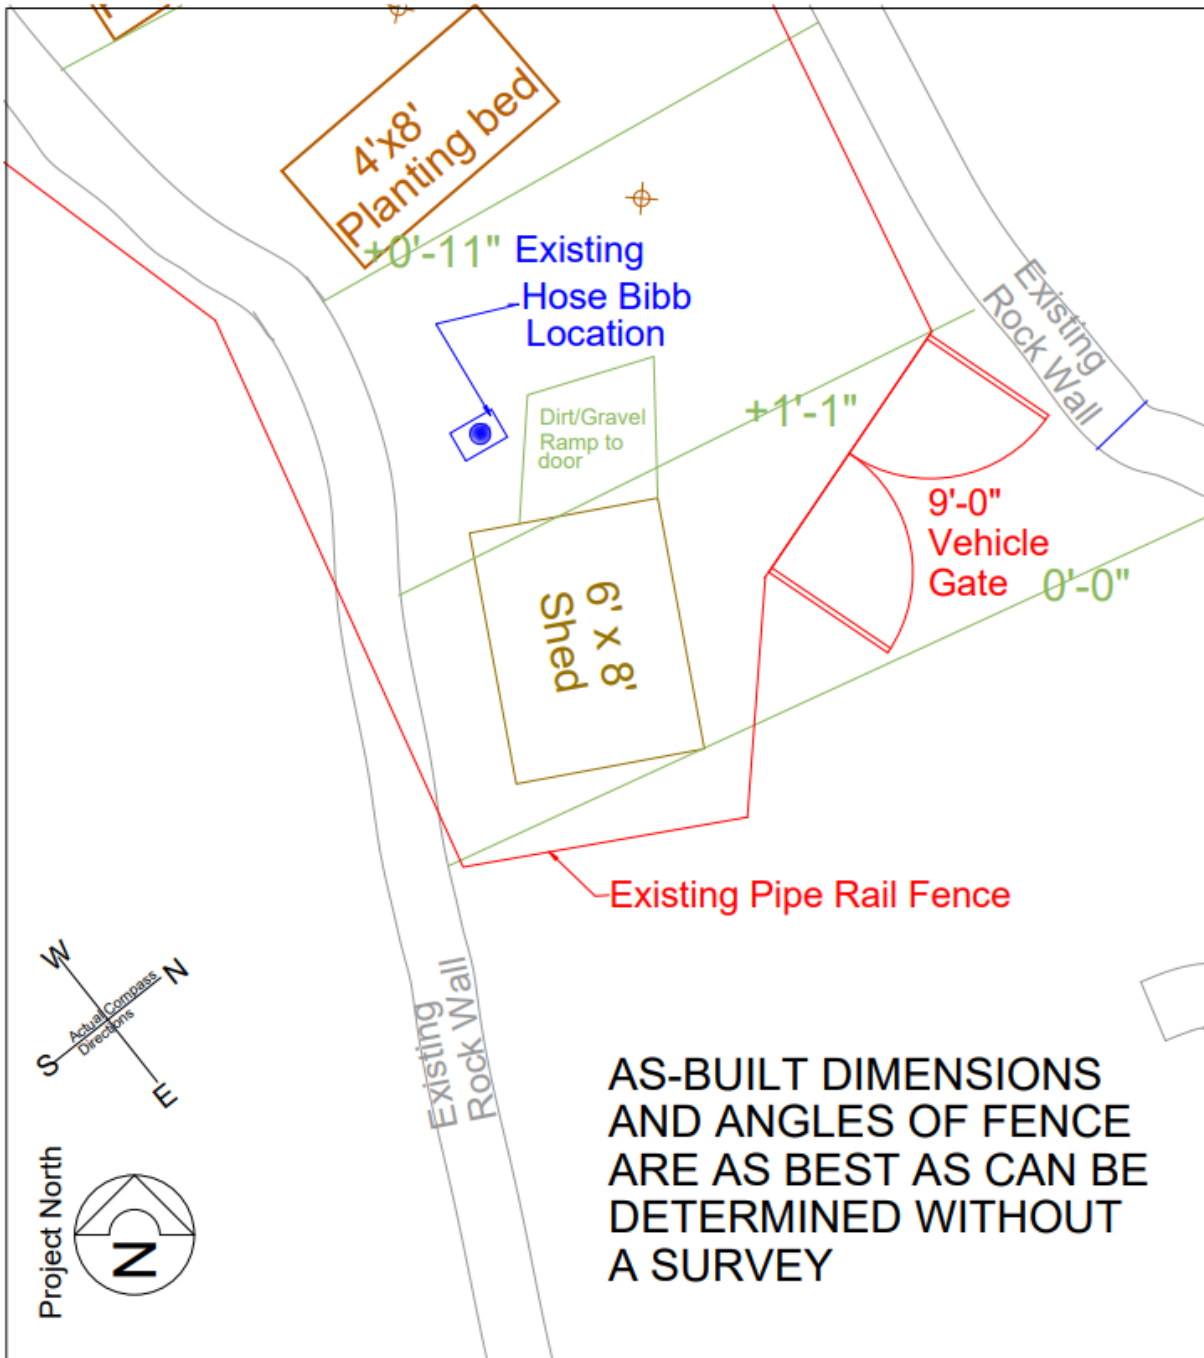 4'x8'
Planting bed
+0'-11"
Existing
Hose Bibb
Location
Existing
Rock Wall
Dirt/Gravel
Ramp to
door
+1'-1"
9'-0"
Vehicle
Gate
0'-0"
6' x 8'
Shed
Existing Pipe Rail Fence
Existing
Rock Wall
W
N
Actual Compass
Directions
S
E
Project North
N
AS-BUILT DIMENSIONS
AND ANGLES OF FENCE
ARE AS BEST AS CAN BE
DETERMINED WITHOUT
A SURVEY